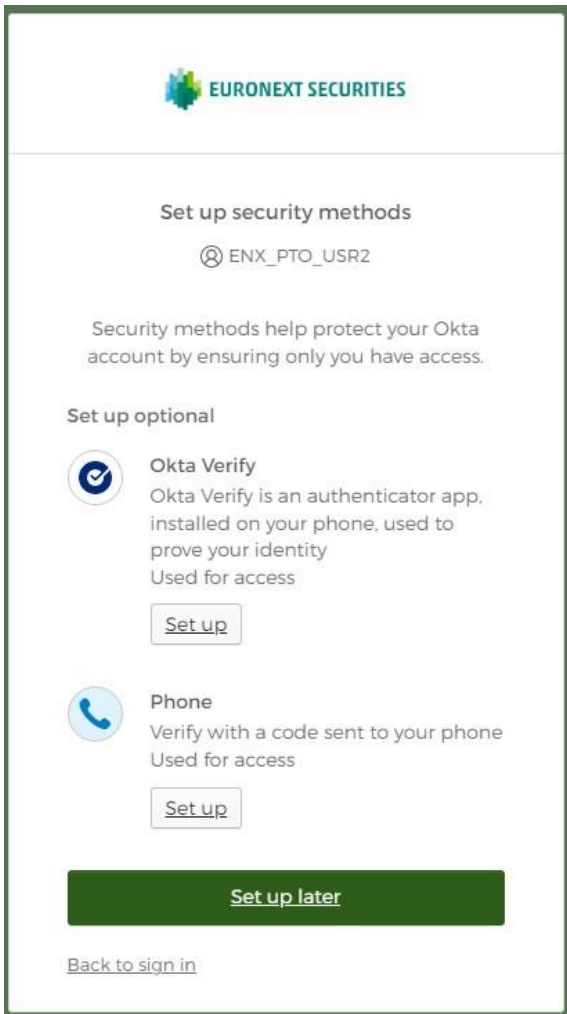 EURONEXT SECURITIES
Set up security methods
ENX_PTO_USR2
Security methods help protect your Okta
account by ensuring only you have access.
Set up optional
Okta Verify
Okta Verify is an authenticator app,
installed on your phone, used to
prove your identity
Used for access
Set up
Phone
Verify with a code sent to your phone
Used for access
Set up
Set up later
Back to sign in